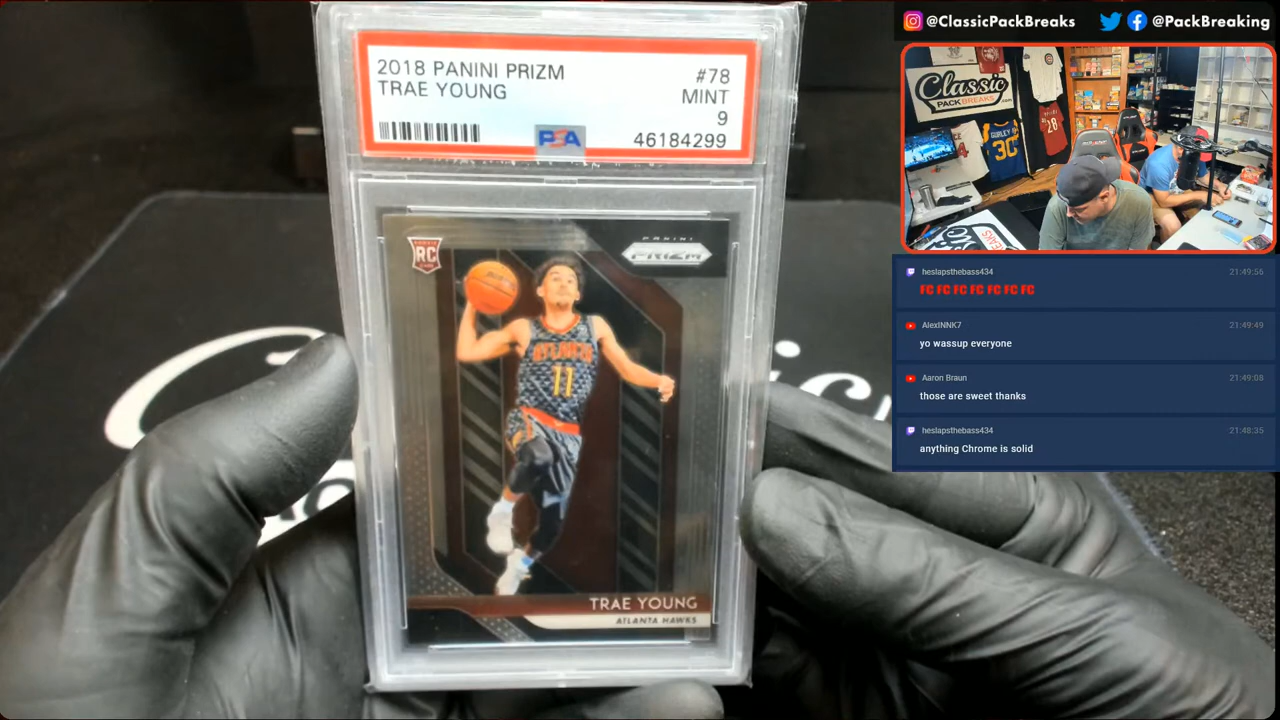 @ClassicPackBreaks @PackBreaking
2018 PANINI PRIZM #78
TRAE YOUNG MINT
9
PSA 46184299
ROOKIE
RC
CARD
PANINI
PRIZM
ATLANTA
11
TRAE YOUNG
ATLANTA HAWKS
Classic
PACK BREAKS
GURLEY
30
28
heslapsthebass434 21:49:56
FC FC FC FC FC FC FC
AlexINNK7 21:49:49
yo wassup everyone
Aaron Braun 21:49:08
those are sweet thanks
heslapsthebass434 21:48:35
anything Chrome is solid